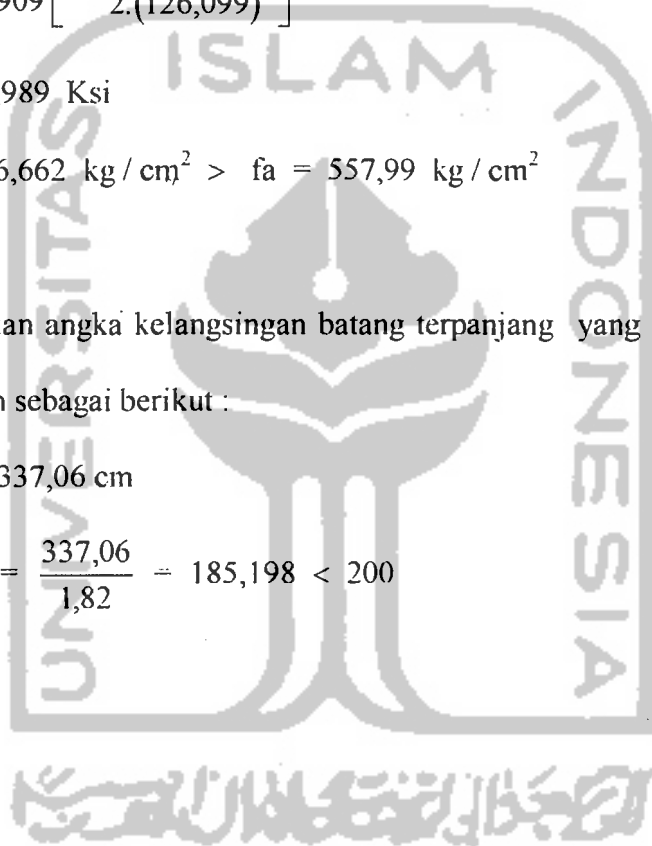 909 [ 2.(126,099) ]
ISLAM
989 Ksi
6,662 kg / cm² > fa = 557,99 kg / cm²
UNIVERSITAS
INDONESIA
an angka kelangsingan batang terpanjang yang
n sebagai berikut :
337,06 cm
= 337,06 / 1,82 = 185,198 < 200